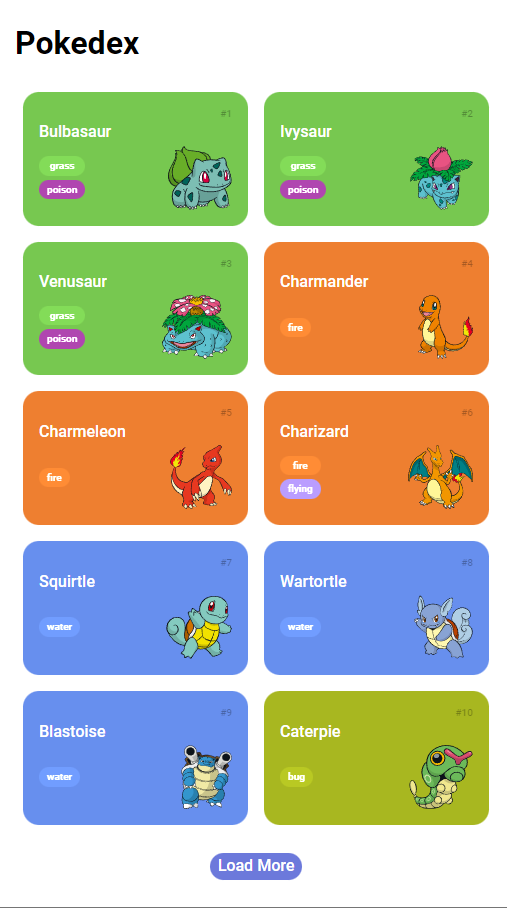 Pokedex
#1
Bulbasaur
grass
poison
#2
Ivysaur
grass
poison
#3
Venusaur
grass
poison
#4
Charmander
fire
#5
Charmeleon
fire
#6
Charizard
fire
flying
#7
Squirtle
water
#8
Wartortle
water
#9
Blastoise
water
#10
Caterpie
bug
Load More